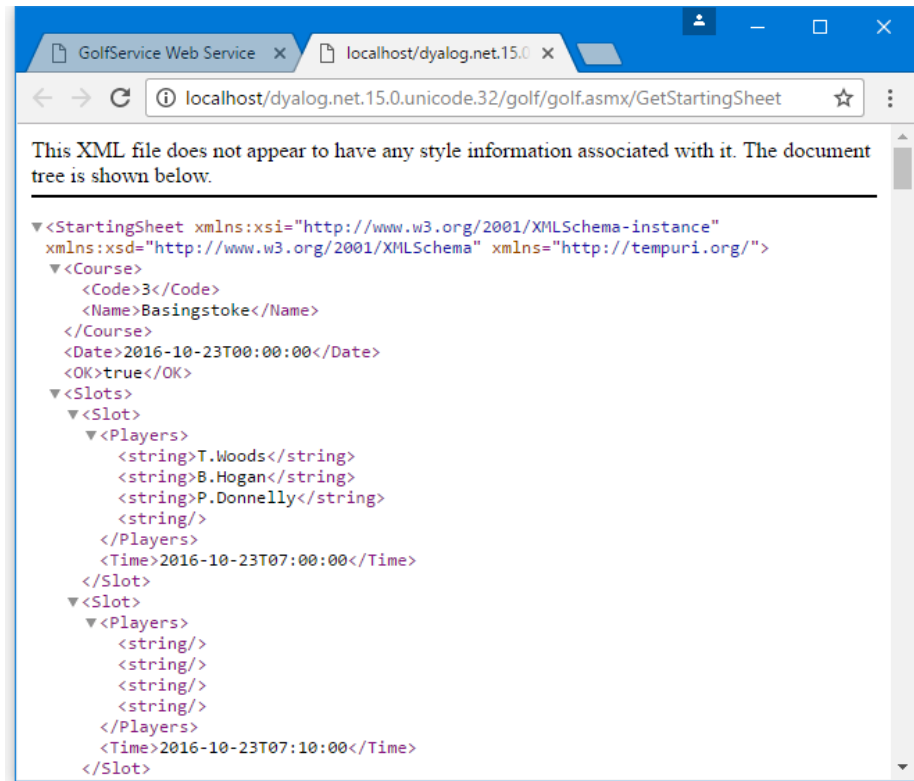 GolfService Web Service
localhost/dyalog.net.15.0
localhost/dyalog.net.15.0.unicode.32/golf/golf.asmx/GetStartingSheet
This XML file does not appear to have any style information associated with it. The document
tree is shown below.
▼<StartingSheet xmlns:xsi="http://www.w3.org/2001/XMLSchema-instance"
xmlns:xsd="http://www.w3.org/2001/XMLSchema" xmlns="http://tempuri.org/">
▼<Course>
<Code>3</Code>
<Name>Basingstoke</Name>
</Course>
<Date>2016-10-23T00:00:00</Date>
<OK>true</OK>
▼<Slots>
▼<Slot>
▼<Players>
<string>T.Woods</string>
<string>B.Hogan</string>
<string>P.Donnelly</string>
<string/>
</Players>
<Time>2016-10-23T07:00:00</Time>
</Slot>
▼<Slot>
▼<Players>
<string/>
<string/>
<string/>
<string/>
</Players>
<Time>2016-10-23T07:10:00</Time>
</Slot>